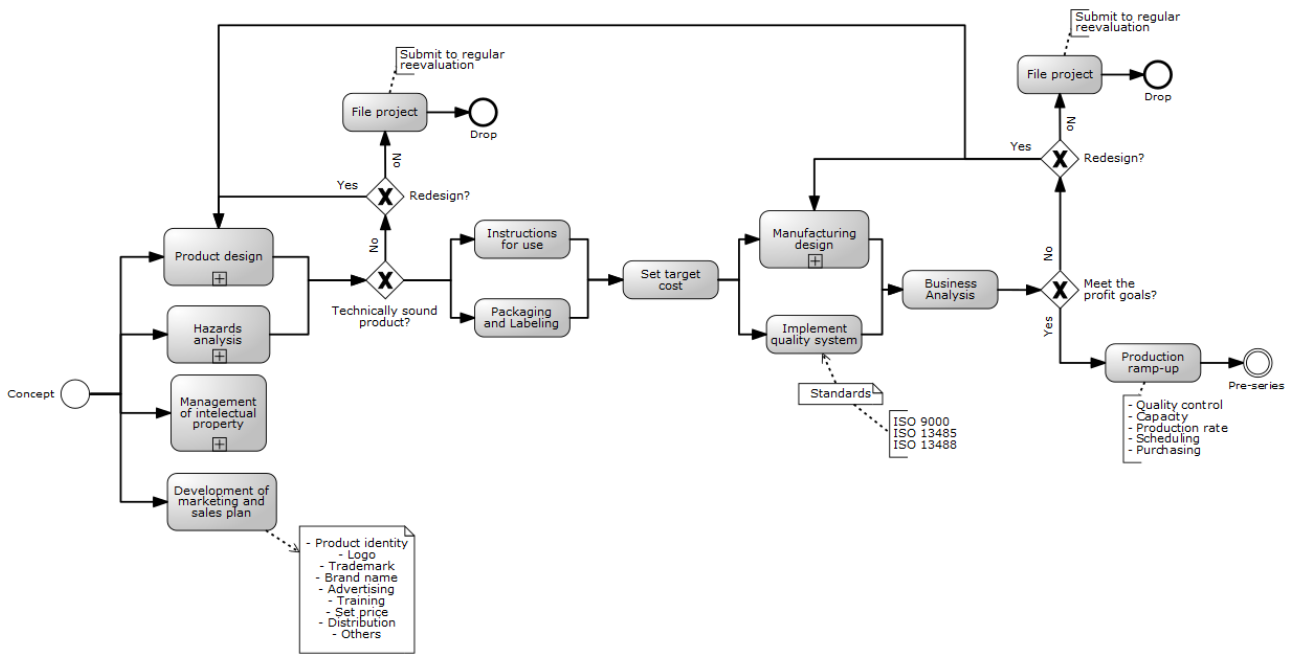 Submit to regular
reevaluation
File project
Drop
No
Yes
Redesign?
No
Submit to regular
reevaluation
File project
Drop
No
Yes
Redesign?
No
Concept
Product design
Hazards
analysis
Management
of intelectual
property
Development of
marketing and
sales plan
- Product identity
- Logo
- Trademark
- Brand name
- Advertising
- Training
- Set price
- Distribution
- Others
Technically sound
product?
Instructions
for use
Packaging
and Labeling
Set target
cost
Manufacturing
design
Implement
quality system
Standards
ISO 9000
ISO 13485
ISO 13488
Business
Analysis
Meet the
profit goals?
Yes
Production
ramp-up
Pre-series
- Quality control
- Capacity
- Production rate
- Scheduling
- Purchasing